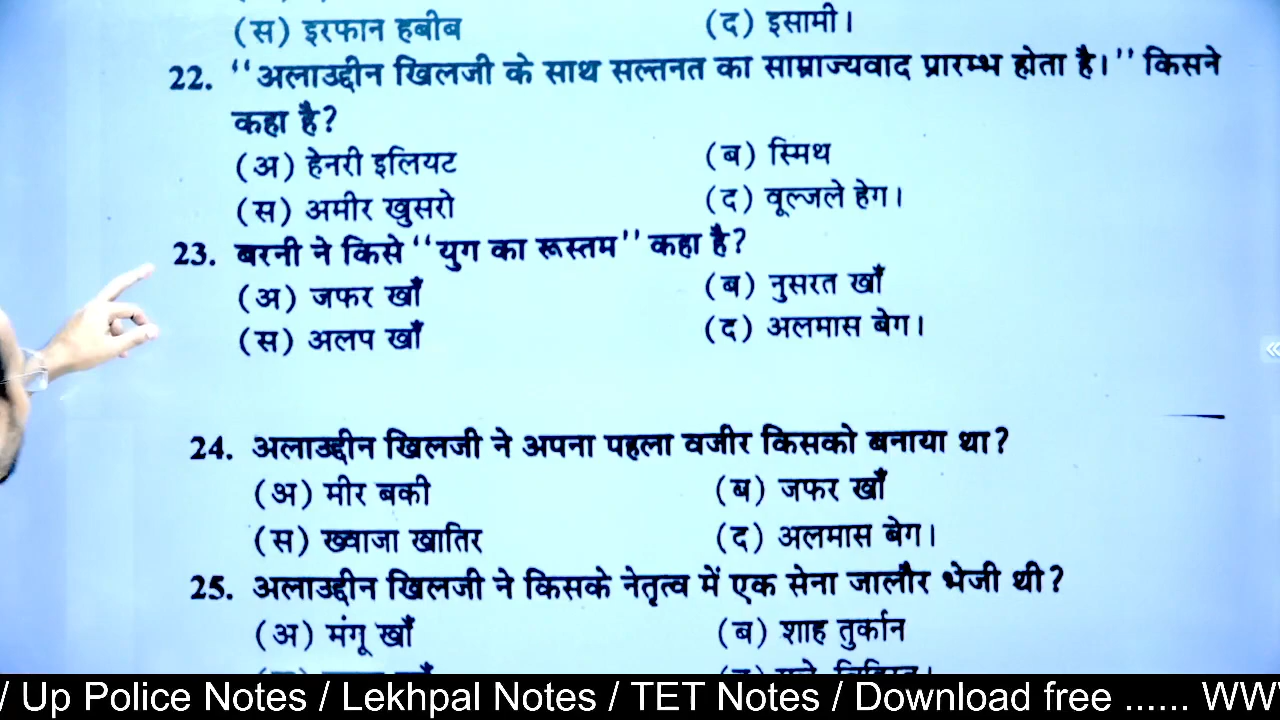 (स) इरफान हबीब (द) इसामी।
22. ‘‘अलाउद्दीन खिलजी के साथ सल्तनत का साम्राज्यवाद प्रारम्भ होता है।’’ किसने
कहा है?
(अ) हेनरी इलियट (ब) स्मिथ
(स) अमीर खुसरो (द) वूल्जले हेग।
23. बरनी ने किसे ‘‘युग का रूस्तम’’ कहा है?
(अ) जफर खाँ (ब) नुसरत खाँ
(स) अलप खाँ (द) अलमास बेग।
24. अलाउद्दीन खिलजी ने अपना पहला वजीर किसको बनाया था?
(अ) मीर बकी (ब) जफर खाँ
(स) ख्वाजा खातिर (द) अलमास बेग।
25. अलाउद्दीन खिलजी ने किसके नेतृत्व में एक सेना जालौर भेजी थी?
(अ) मंगू खाँ (ब) शाह तुर्कान
/ Up Police Notes / Lekhpal Notes / TET Notes / Download free ...... WW